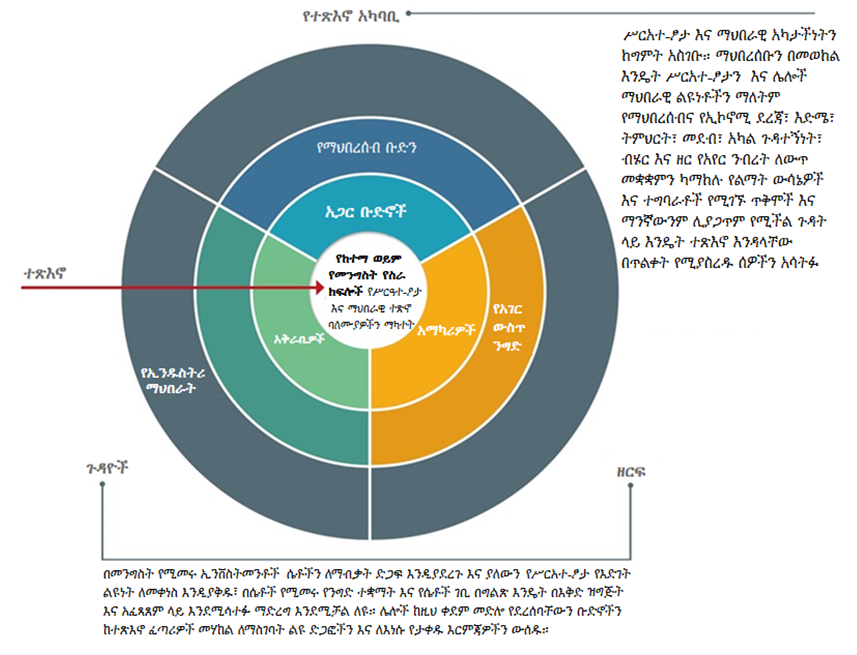 የተጽእኖ አካባቢ
ሥርአተ-ፆታ እና ማህበራዊ አካታችነትን
ከግምት አስገቡ። ማህበረሰቡን በመወከል
እንዴት ሥርአተ-ፆታን እና ሌሎች
ማህበራዊ ልዩነቶችን ማለትም
የማህበረሰብና የኢኮኖሚ ደረጃ፣ እድሜ፣
ትምህርት፣ መደብ፣ አካል ጉዳተኝነት፣
ብሄር እና ዘር የአየር ንብረት ለውጥ
መቋቋምን ካማከሉ የልማት ውሳኔዎች
እና ተግባራቶች የሚገኙ ጥቅሞች እና
ማንኛውንም ሊያጋጥም የሚችል ጉዳት
ላይ እንዴት ተጽእኖ እንዳላቸው
በጥልቀት የሚያስረዱ ሰዎችን አሳትፉ
የማህበረሰብ ቡድን
አጋር ቡድኖች
ተጽእኖ
የከተማ ወይም
የመንግስት የስራ
ክፍሎች የሥርዓተ-ፆታ
እና ማህበራዊ ተጽኖ
ባለሙያዎችን ማካተት
አቅራቢዎች
አማካሪዎች
የአገር
ውስጥ
ንግድ
የኢንዱስትሪ
ማህበራት
ጉዳዮች
ዘርፍ
በመንግስት የሚመሩ ኢንቨስትመንቶች ሴቶችን ለማብቃት ድጋፍ እንዲያደረጉ እና ያለውን የሥርአተ-ፆታ የእድገት
ልዩነት ለመቀነስ እንዲያቅዱ፣ በሴቶች የሚመሩ የንግድ ተቋማት እና የሴቶች ገቢ በግልጽ እንዴት በእቅድ ዝግጅት
እና አፈጻጸም ላይ እንደሚሳተፉ ማድረግ እንደሚቻል ለዩ። ሌሎች ከዚህ ቀደም መድሎ የደረሰባቸውን ቡድኖችን
ከተጽእኖ ፈጣሪዎች መሃከል ለማስገባት ልዩ ድጋፎችን እና ለእነሱ የታቀዱ እርምጃዎችን ውሰዱ።